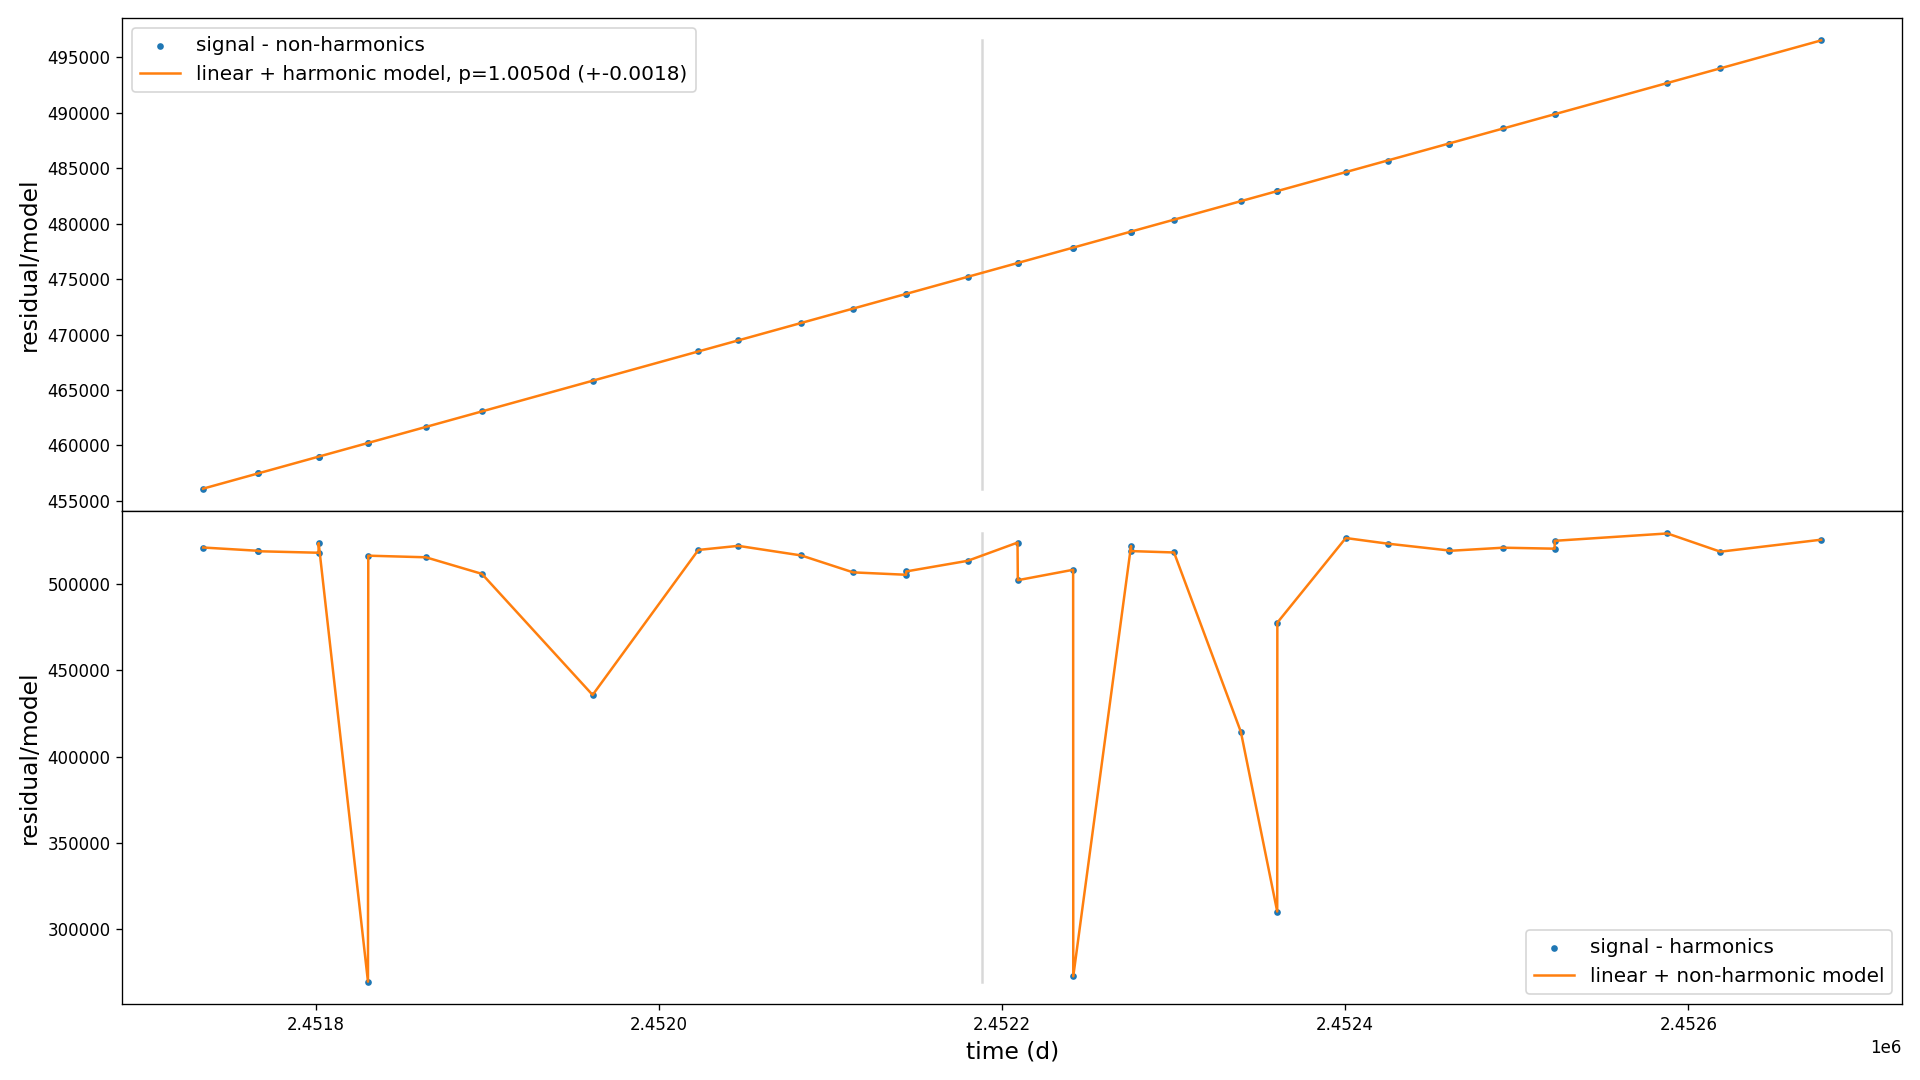 signal - non-harmonics
linear + harmonic model, p=1.0050d (+-0.0018)
residual/model
495000
490000
485000
480000
475000
470000
465000
460000
455000
residual/model
500000
450000
400000
350000
300000
signal - harmonics
linear + non-harmonic model
2.4518
2.4520
2.4522
2.4524
2.4526
1e6
time (d)